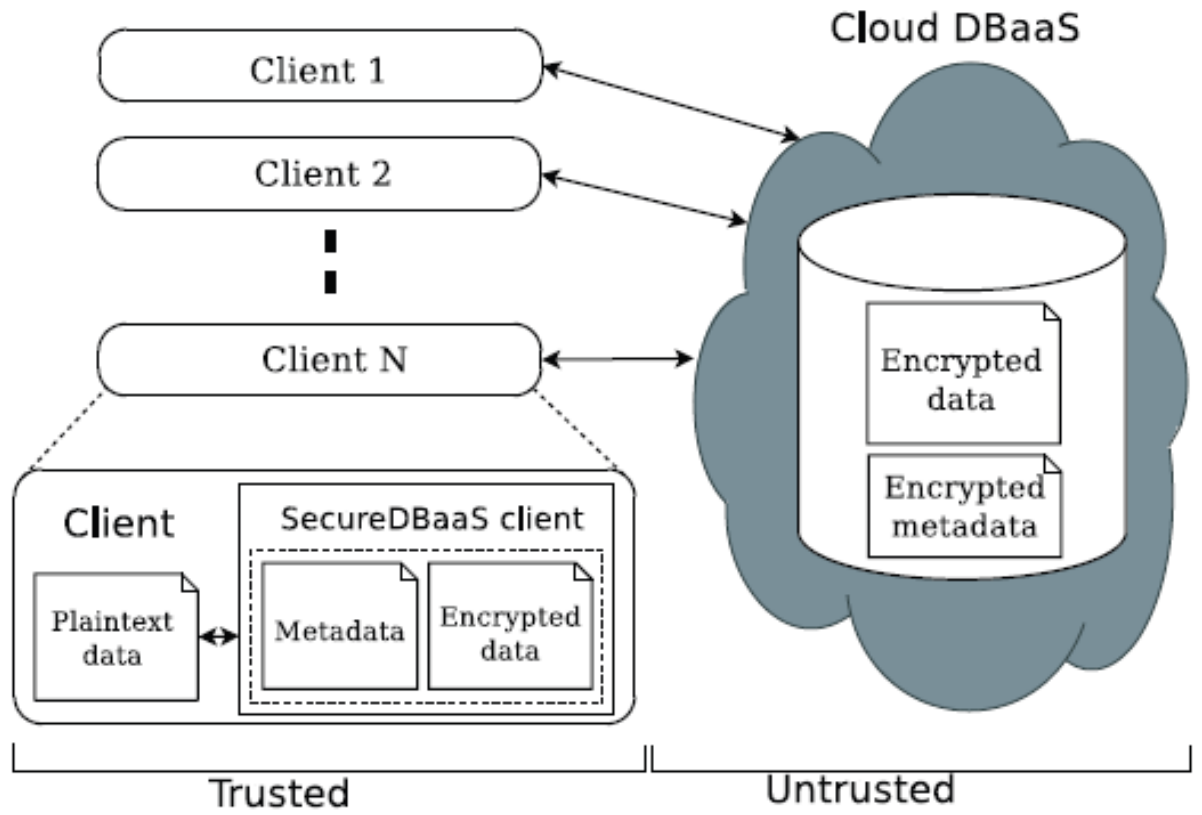 Cloud DBaaS
Client 1
Client 2
Client N
Encrypted
data
Encrypted
metadata
Client
SecureDBaaS client
Plaintext
data
Metadata
Encrypted
data
Trusted
Untrusted